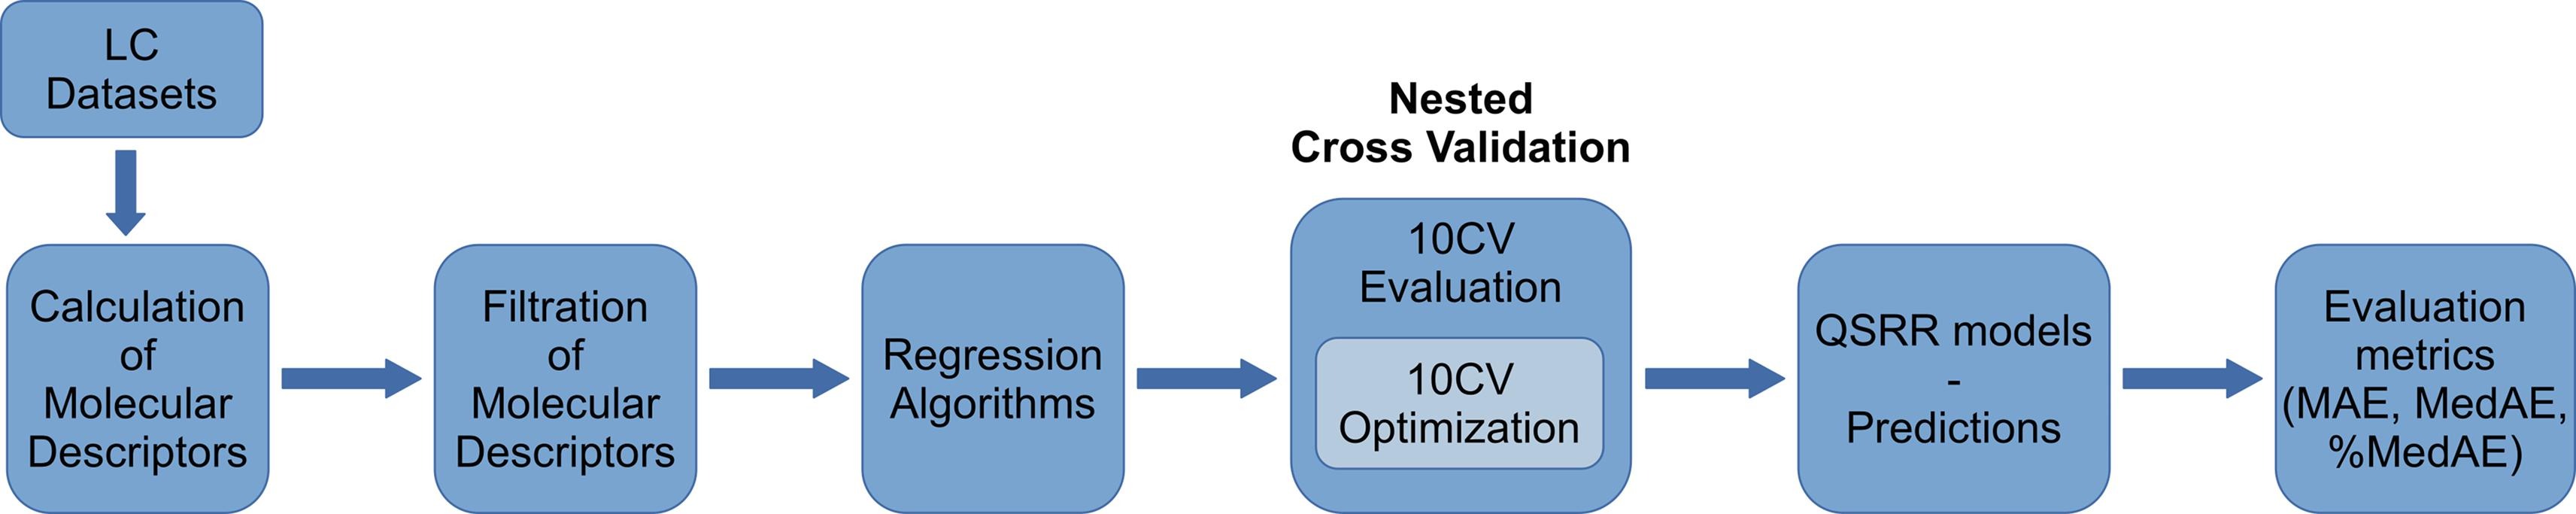 LC
Datasets
Calculation
of
Molecular
Descriptors
Filtration
of
Molecular
Descriptors
Regression
Algorithms
Nested
Cross Validation
10CV
Evaluation
10CV
Optimization
QSRR models
-
Predictions
Evaluation
metrics
(MAE, MedAE,
%MedAE)